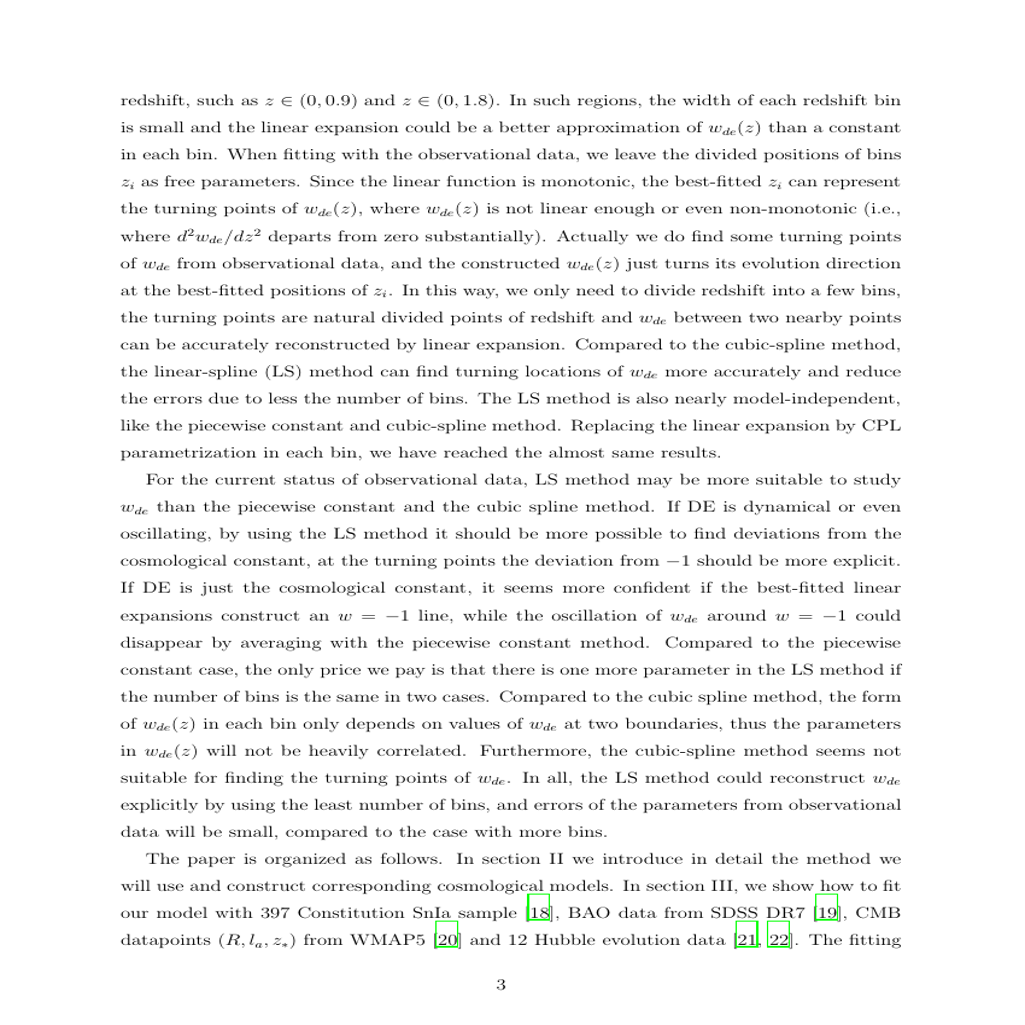 redshift, such as z ∈ (0, 0.9) and z ∈ (0, 1.8). In such regions, the width of each redshift bin
is small and the linear expansion could be a better approximation of w_{de}(z) than a constant
in each bin. When fitting with the observational data, we leave the divided positions of bins
z_i as free parameters. Since the linear function is monotonic, the best-fitted z_i can represent
the turning points of w_{de}(z), where w_{de}(z) is not linear enough or even non-monotonic (i.e.,
where d²w_{de}/dz² departs from zero substantially). Actually we do find some turning points
of w_{de} from observational data, and the constructed w_{de}(z) just turns its evolution direction
at the best-fitted positions of z_i. In this way, we only need to divide redshift into a few bins,
the turning points are natural divided points of redshift and w_{de} between two nearby points
can be accurately reconstructed by linear expansion. Compared to the cubic-spline method,
the linear-spline (LS) method can find turning locations of w_{de} more accurately and reduce
the errors due to less the number of bins. The LS method is also nearly model-independent,
like the piecewise constant and cubic-spline method. Replacing the linear expansion by CPL
parametrization in each bin, we have reached the almost same results.
For the current status of observational data, LS method may be more suitable to study
w_{de} than the piecewise constant and the cubic spline method. If DE is dynamical or even
oscillating, by using the LS method it should be more possible to find deviations from the
cosmological constant, at the turning points the deviation from −1 should be more explicit.
If DE is just the cosmological constant, it seems more confident if the best-fitted linear
expansions construct an w = −1 line, while the oscillation of w_{de} around w = −1 could
disappear by averaging with the piecewise constant method. Compared to the piecewise
constant case, the only price we pay is that there is one more parameter in the LS method if
the number of bins is the same in two cases. Compared to the cubic spline method, the form
of w_{de}(z) in each bin only depends on values of w_{de} at two boundaries, thus the parameters
in w_{de}(z) will not be heavily correlated. Furthermore, the cubic-spline method seems not
suitable for finding the turning points of w_{de}. In all, the LS method could reconstruct w_{de}
explicitly by using the least number of bins, and errors of the parameters from observational
data will be small, compared to the case with more bins.
The paper is organized as follows. In section II we introduce in detail the method we
will use and construct corresponding cosmological models. In section III, we show how to fit
our model with 397 Constitution SnIa sample [18], BAO data from SDSS DR7 [19], CMB
datapoints (R, l_a, z_*) from WMAP5 [20] and 12 Hubble evolution data [21, 22]. The fitting
3